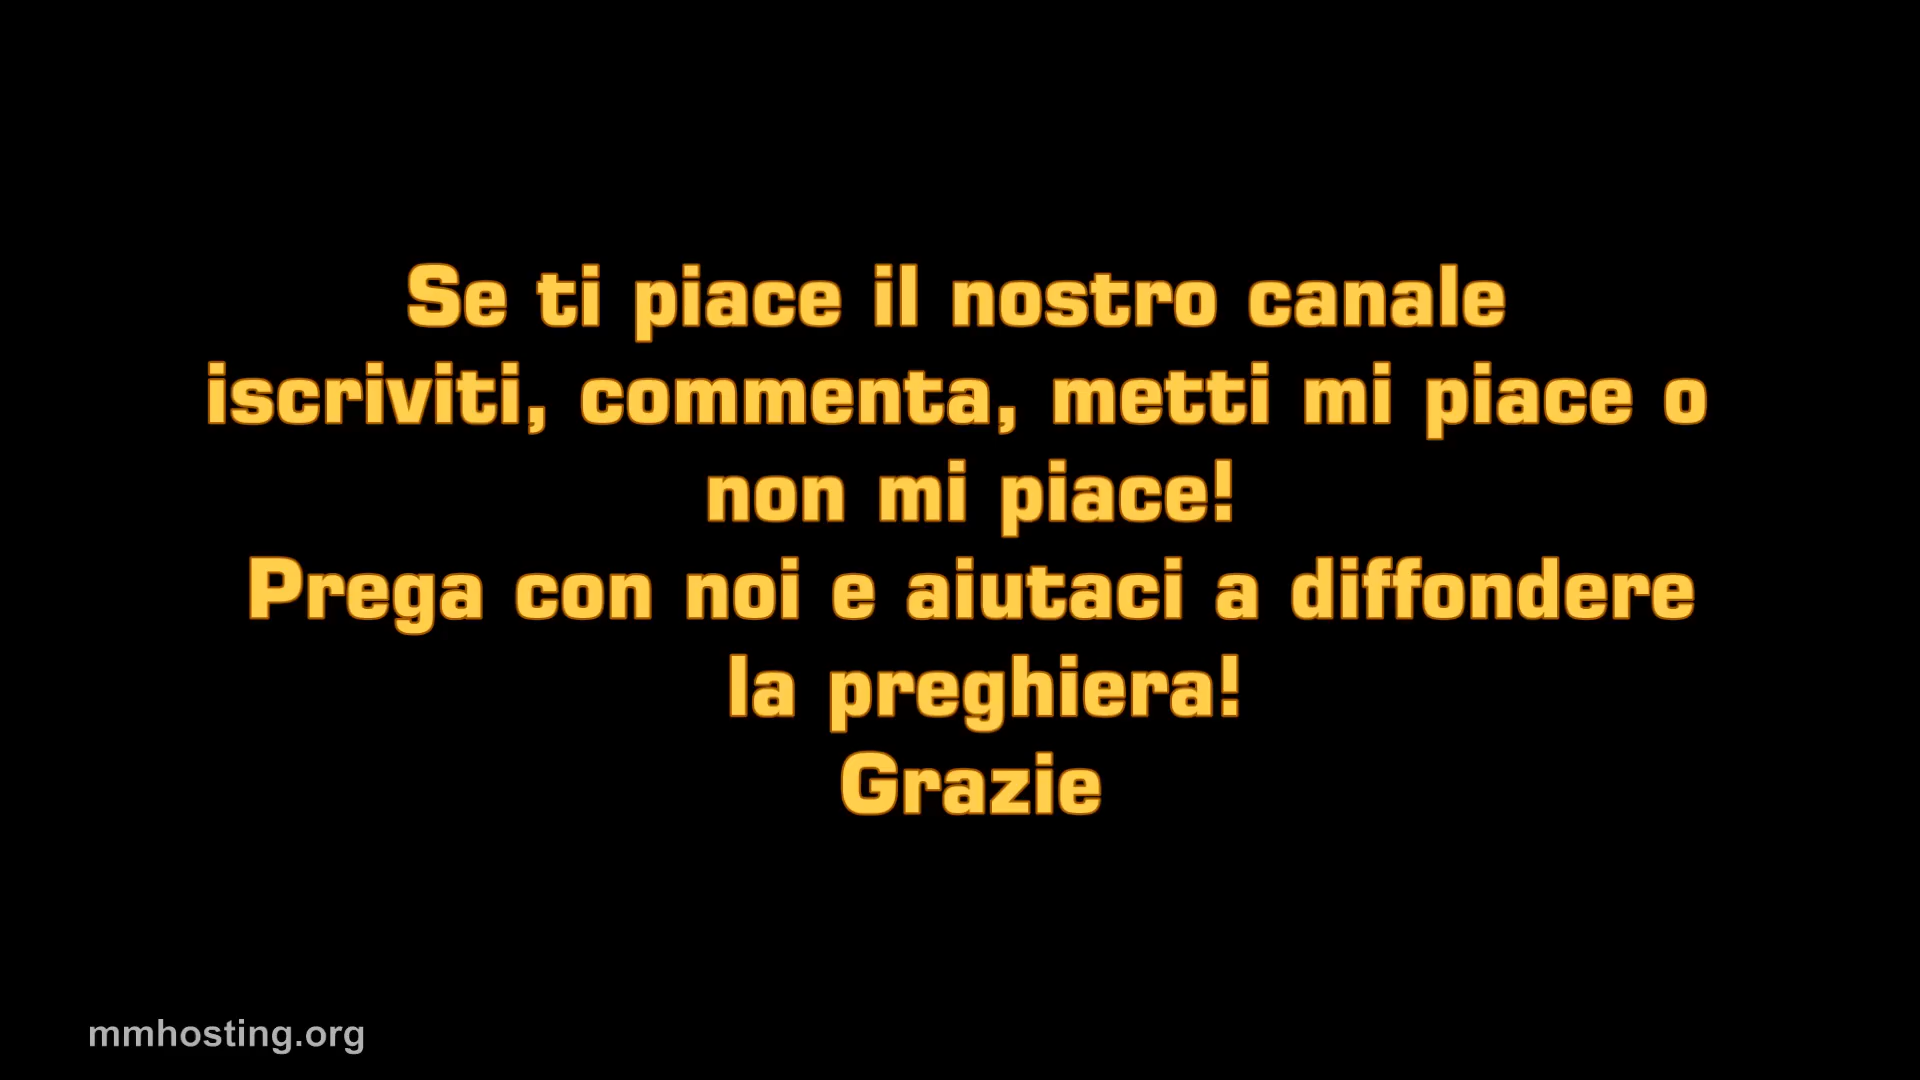 Se ti piace il nostro canale
iscriviti, commenta, metti mi piace o
non mi piace!
Prega con noi e aiutaci a diffondere
la preghiera!
Grazie
mmhosting.org